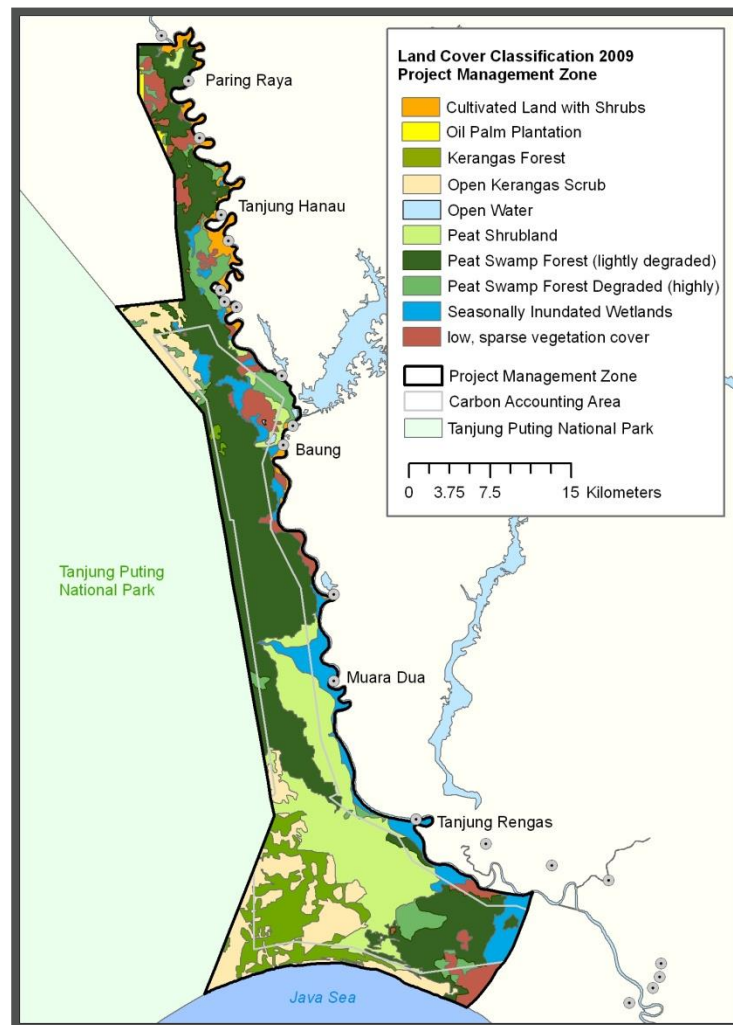 Land Cover Classification 2009
Project Management Zone
Cultivated Land with Shrubs
Oil Palm Plantation
Kerangas Forest
Open Kerangas Scrub
Open Water
Peat Shrubland
Peat Swamp Forest (lightly degraded)
Peat Swamp Forest Degraded (highly)
Seasonally Inundated Wetlands
low, sparse vegetation cover
Project Management Zone
Carbon Accounting Area
Tanjung Puting National Park
0 3.75 7.5 15 Kilometers
Paring Raya
Tanjung Hanau
Baung
Tanjung Puting
National Park
Muara Dua
Tanjung Rengas
Java Sea